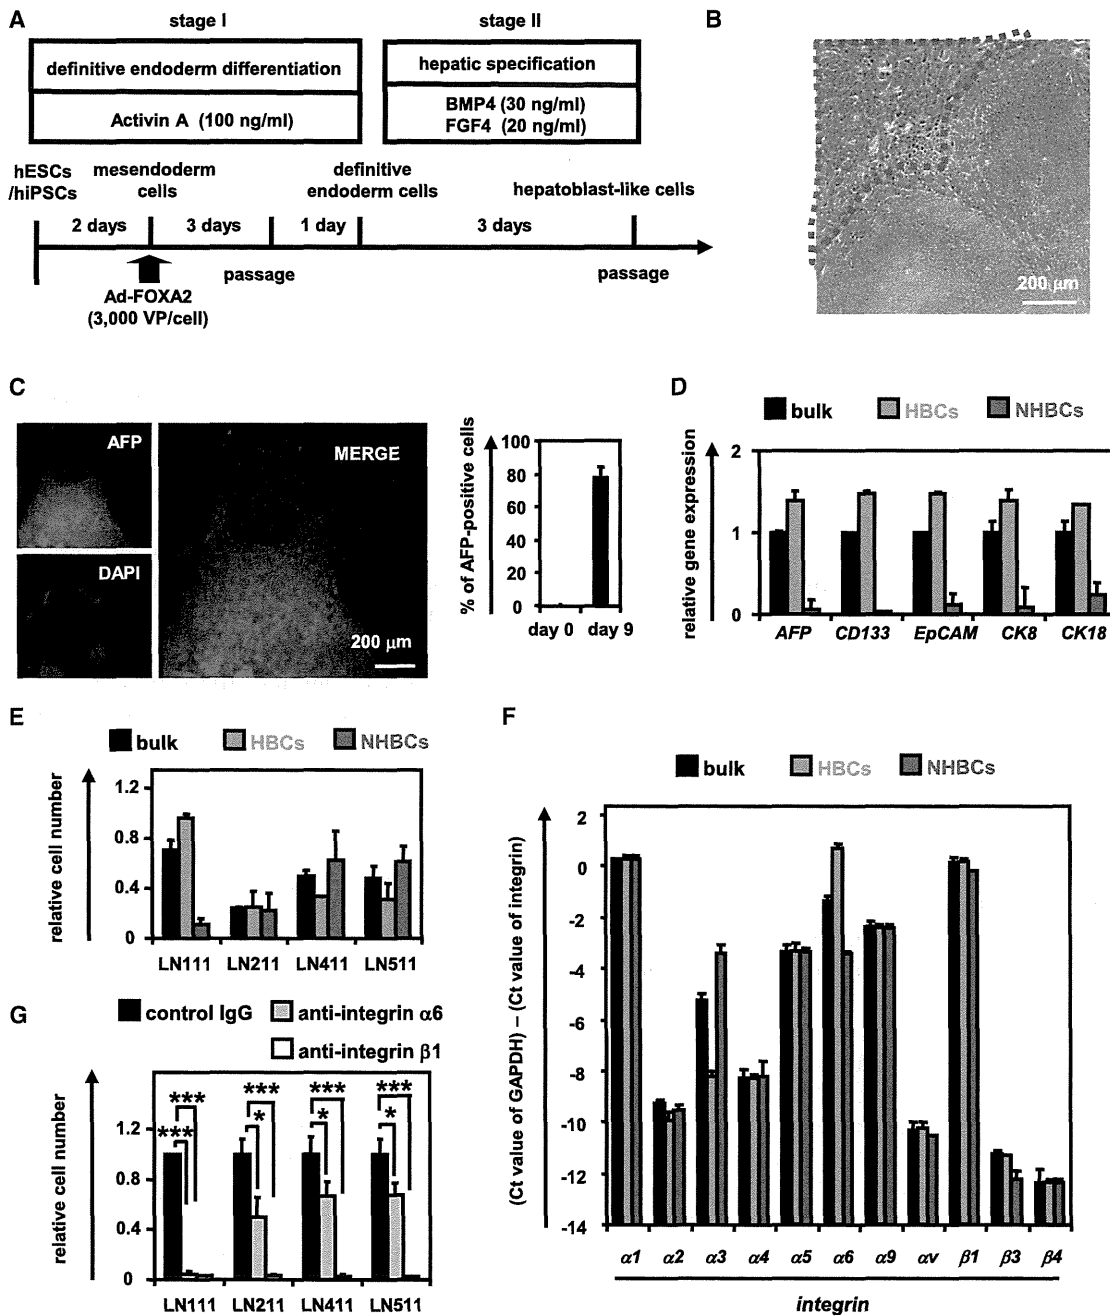 A
stage I
stage II
definitive endoderm differentiation
hepatic specification
Activin A (100 ng/ml)
BMP4 (30 ng/ml)
FGF4 (20 ng/ml)
hESCs
/hiPSCs
mesendoderm
cells
definitive
endoderm cells
hepatoblast-like cells
2 days
3 days
1 day
3 days
passage
passage
Ad-FOXA2
(3,000 VP/cell)
B
200 μm
C
AFP
DAPI
MERGE
200 μm
% of AFP-positive cells
100
80
60
40
20
0
day 0
day 9
D
bulk
HBCs
NHBCs
relative gene expression
2
1
0
AFP
CD133
EpCAM
CK8
CK18
E
bulk
HBCs
NHBCs
relative cell number
1.2
0.8
0.4
0
LN111
LN211
LN411
LN511
F
bulk
HBCs
NHBCs
(Ct value of GAPDH) – (Ct value of integrin)
2
0
-2
-4
-6
-8
-10
-12
-14
α1
α2
α3
α4
α5
α6
α9
αv
β1
β3
β4
integrin
G
control IgG
anti-integrin α6
anti-integrin β1
relative cell number
1.2
0.8
0.4
0
***
***
***
*
***
*
***
*
LN111
LN211
LN411
LN511